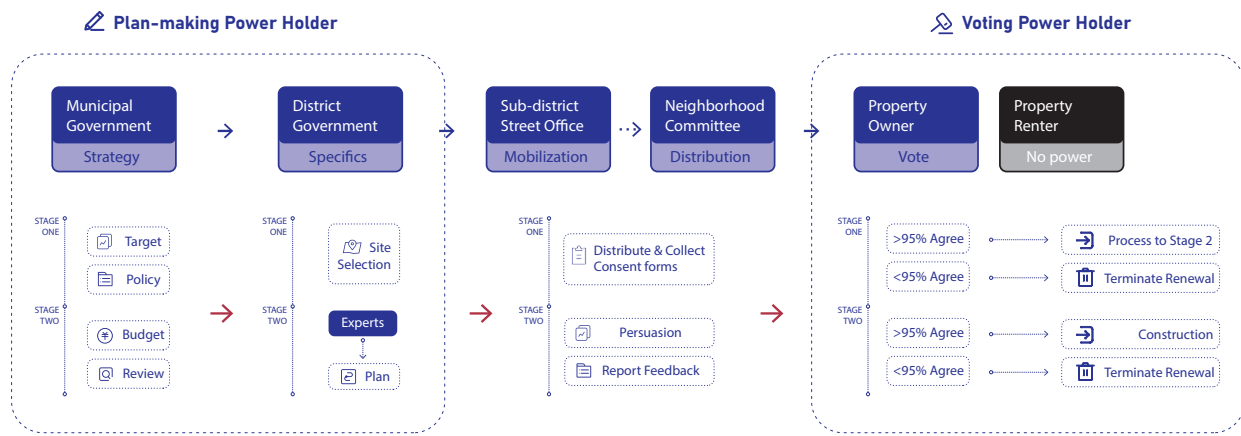 Plan-making Power Holder
Voting Power Holder
Municipal
Government
Strategy
District
Government
Specifics
Sub-district
Street Office
Mobilization
Neighborhood
Committee
Distribution
Property
Owner
Vote
Property
Renter
No power
STAGE
ONE
Target
Policy
STAGE
TWO
Budget
Review
STAGE
ONE
Site
Selection
STAGE
TWO
Experts
Plan
STAGE
ONE
Distribute & Collect
Consent forms
STAGE
TWO
Persuasion
Report Feedback
STAGE
ONE
>95% Agree
Process to Stage 2
<95% Agree
Terminate Renewal
STAGE
TWO
>95% Agree
Construction
<95% Agree
Terminate Renewal